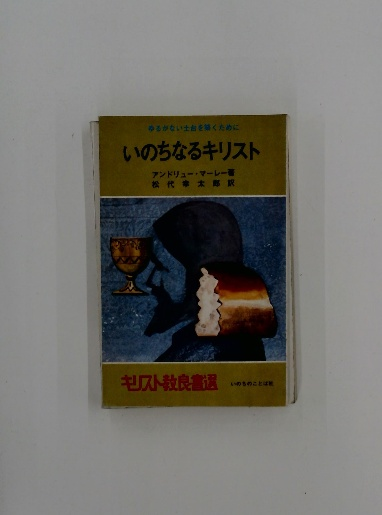 ゆるがない土台を築くために
いのちなるキリスト
アンドリュー・マーレー著
松代幸太郎訳
キリスト教良書選
いのちのことば社